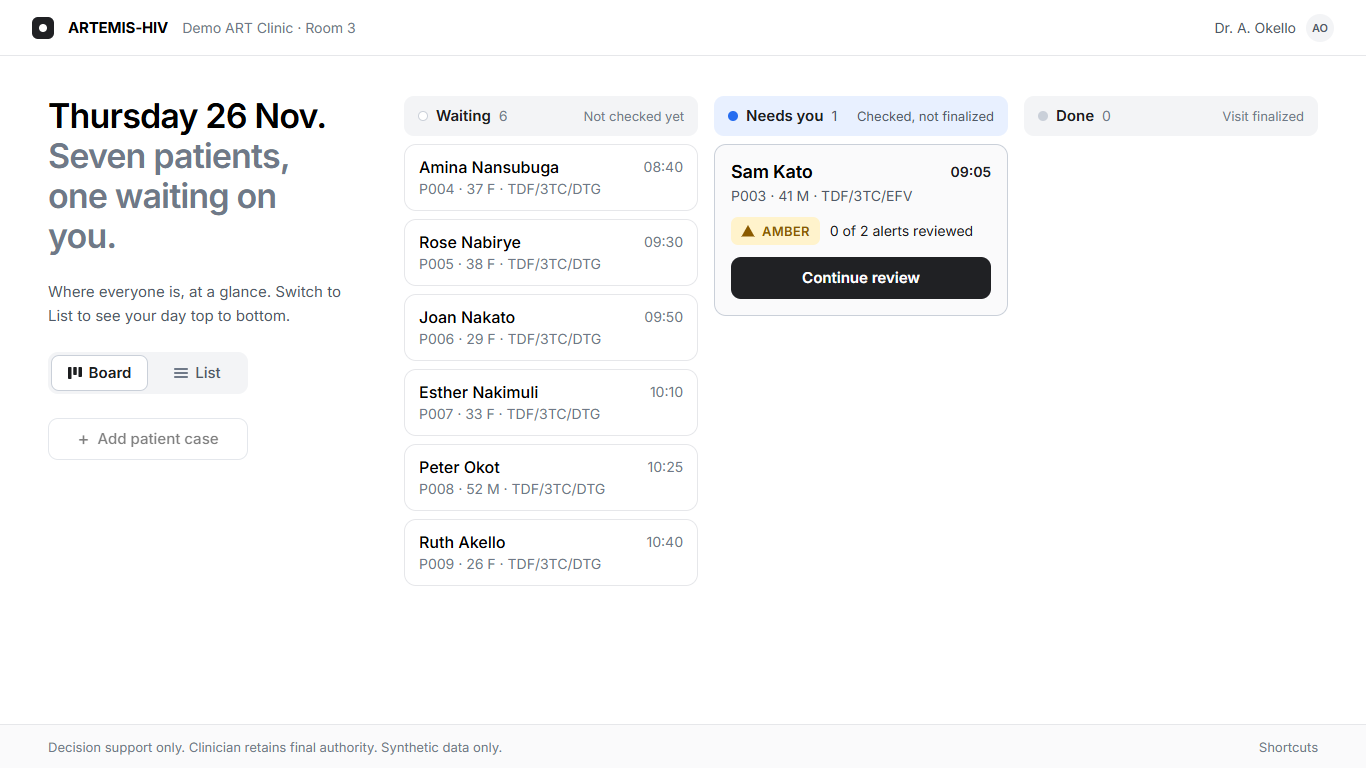 ARTEMIS-HIV Demo ART Clinic · Room 3
Dr. A. Okello AO
Thursday 26 Nov.
Seven patients,
one waiting on
you.
Where everyone is, at a glance. Switch to
List to see your day top to bottom.
Board List
+ Add patient case
Waiting 6 Not checked yet
Amina Nansubuga 08:40
P004 · 37 F · TDF/3TC/DTG
Rose Nabirye 09:30
P005 · 38 F · TDF/3TC/DTG
Joan Nakato 09:50
P006 · 29 F · TDF/3TC/DTG
Esther Nakimuli 10:10
P007 · 33 F · TDF/3TC/DTG
Peter Okot 10:25
P008 · 52 M · TDF/3TC/DTG
Ruth Akello 10:40
P009 · 26 F · TDF/3TC/DTG
Needs you 1 Checked, not finalized
Sam Kato 09:05
P003 · 41 M · TDF/3TC/EFV
AMBER 0 of 2 alerts reviewed
Continue review
Done 0 Visit finalized
Decision support only. Clinician retains final authority. Synthetic data only.
Shortcuts